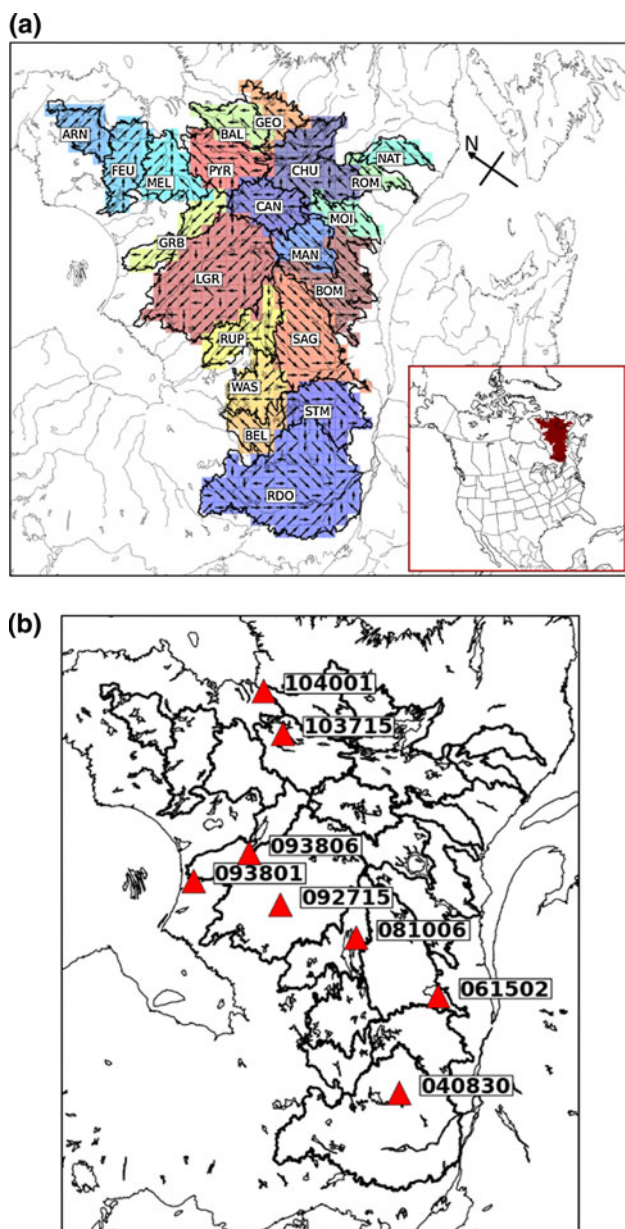 (a)
GEO
ARN
BAL
NAT
FEU
PYR
CHU
MEL
ROM
CAN
MOI
GRB
MAN
LGR
BOM
RUP
SAG
WAS
STM
BEL
RDO
N
(b)
104001
103715
093806
093801
092715
081006
061502
040830